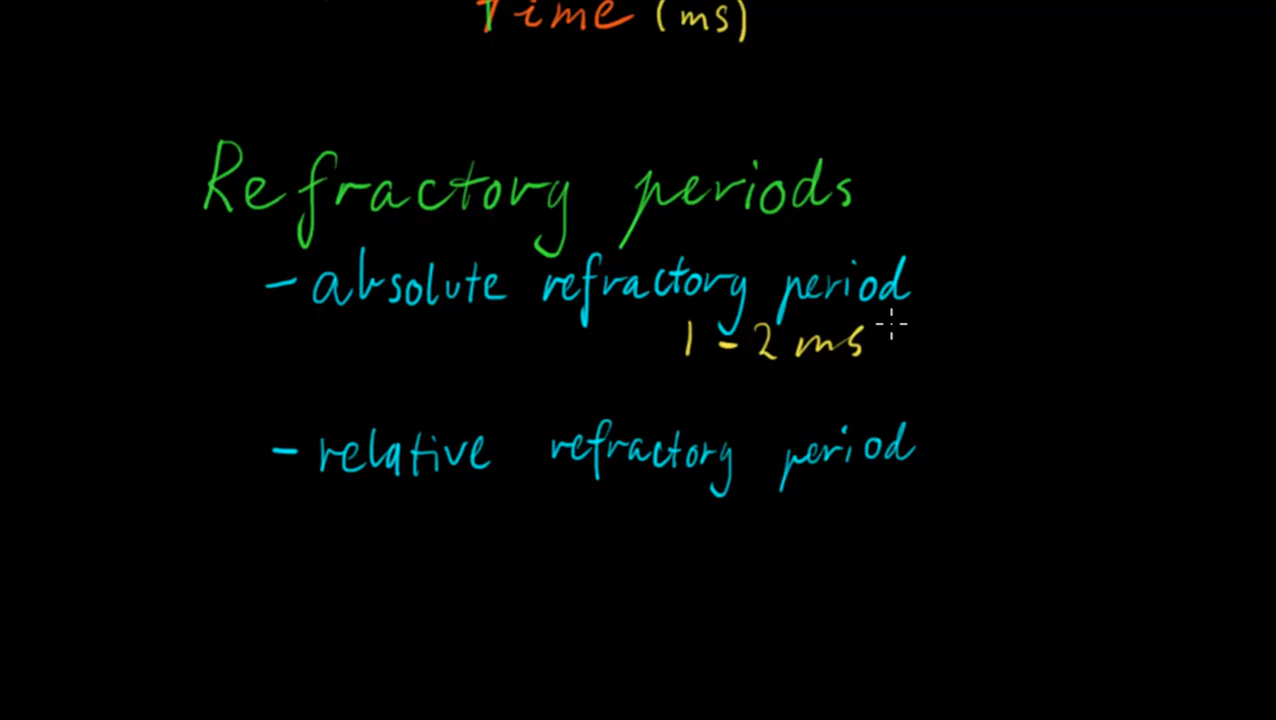 Time (ms)
Refractory periods
- absolute refractory period
1 - 2 ms
- relative refractory period